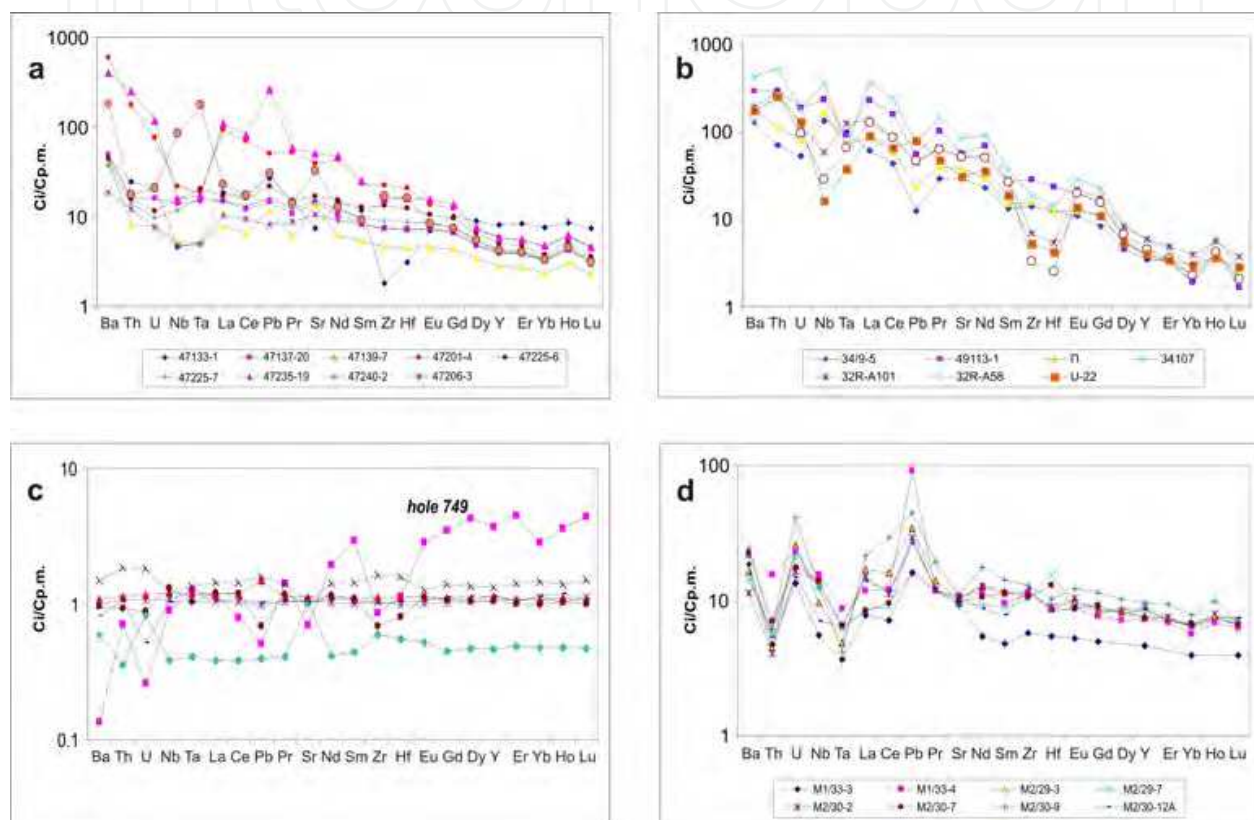 a
1000
100
10
1
Ci/Cp.m.
Ba Th U Nb Ta La Ce Pb Pr Sr Nd Sm Zr Hf Eu Gd Dy Y Er Yb Ho Lu
47133-1 47137-20 47139-7 47201-4 47225-6
47225-7 47235-19 47240-2 47206-3
b
1000
100
10
1
Ci/Cp.m.
Ba Th U Nb Ta La Ce Pb Pr Sr Nd Sm Zr Hf Eu Gd Dy Y Er Yb Ho Lu
34/9-5 49113-1 П 34107
32R-A101 32R-A58 U-22
c
10
1
0.1
Ci/Cp.m.
hole 749
Ba Th U Nb Ta La Ce Pb Pr Sr Nd Sm Zr Hf Eu Gd Dy Y Er Yb Ho Lu
d
100
10
1
Ci/Cp.m.
Ba Th U Nb Ta La Ce Pb Pr Sr Nd Sm Zr Hf Eu Gd Dy Y Er Yb Ho Lu
M1/33-3 M1/33-4 M2/29-3 M2/29-7
M2/30-2 M2/30-7 M2/30-9 M2/30-12A